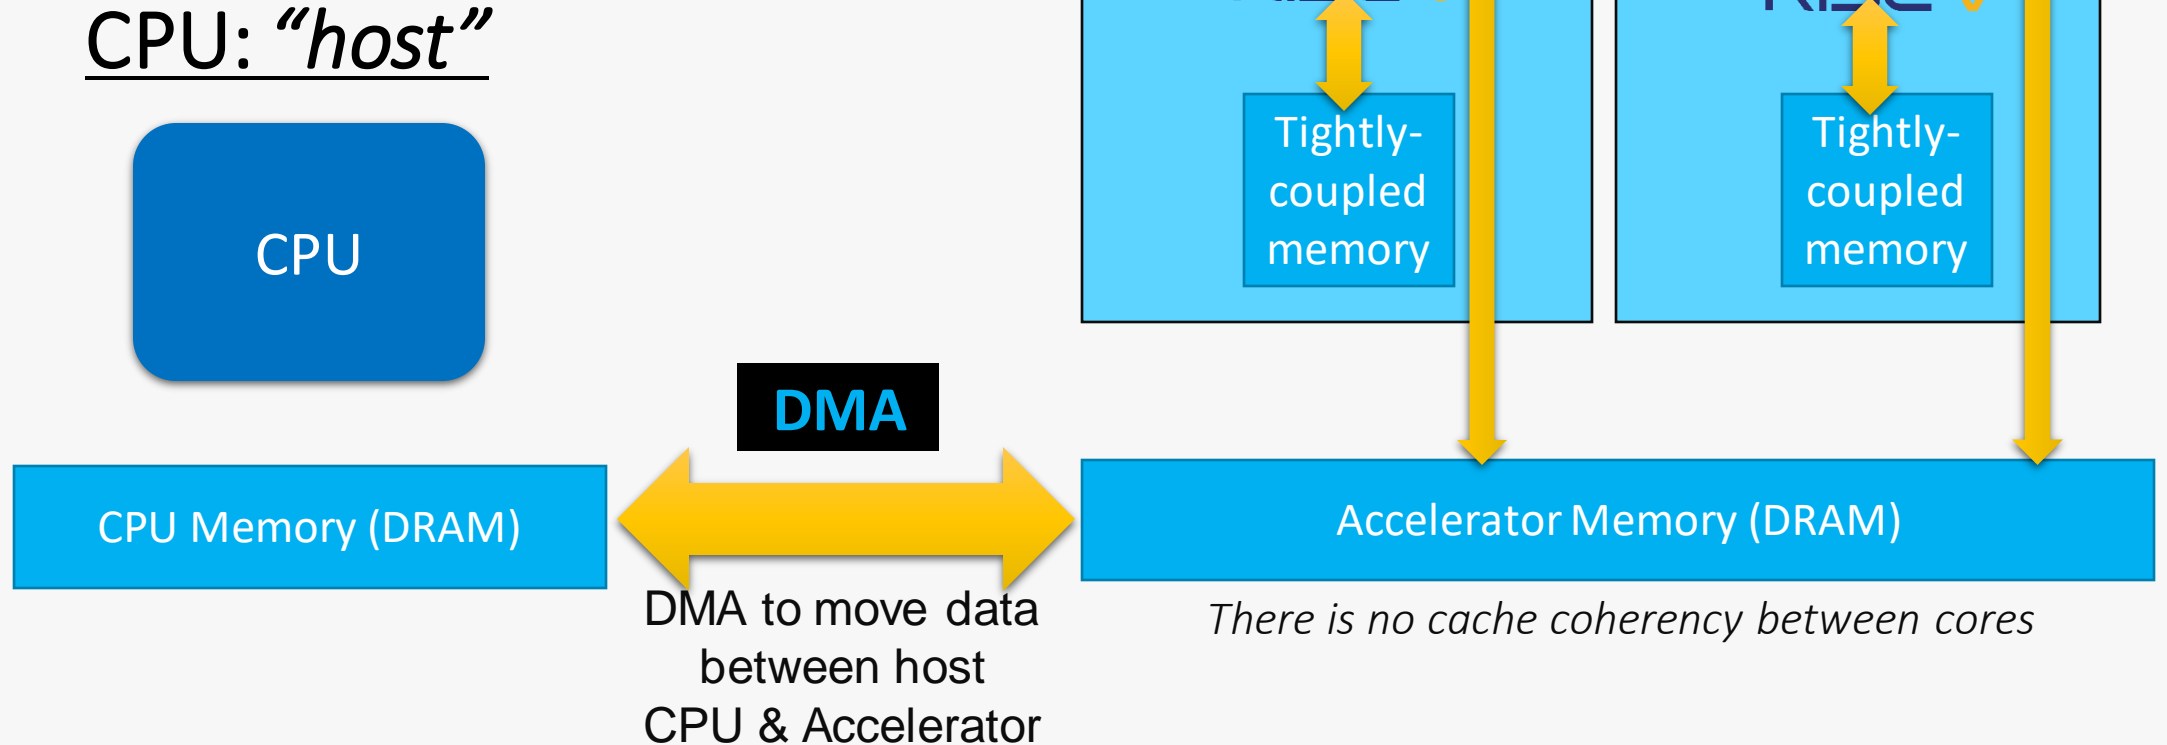 CPU: “host”
CPU
Tightly-
coupled
memory
Tightly-
coupled
memory
DMA
CPU Memory (DRAM)
Accelerator Memory (DRAM)
DMA to move data
between host
CPU & Accelerator
There is no cache coherency between cores